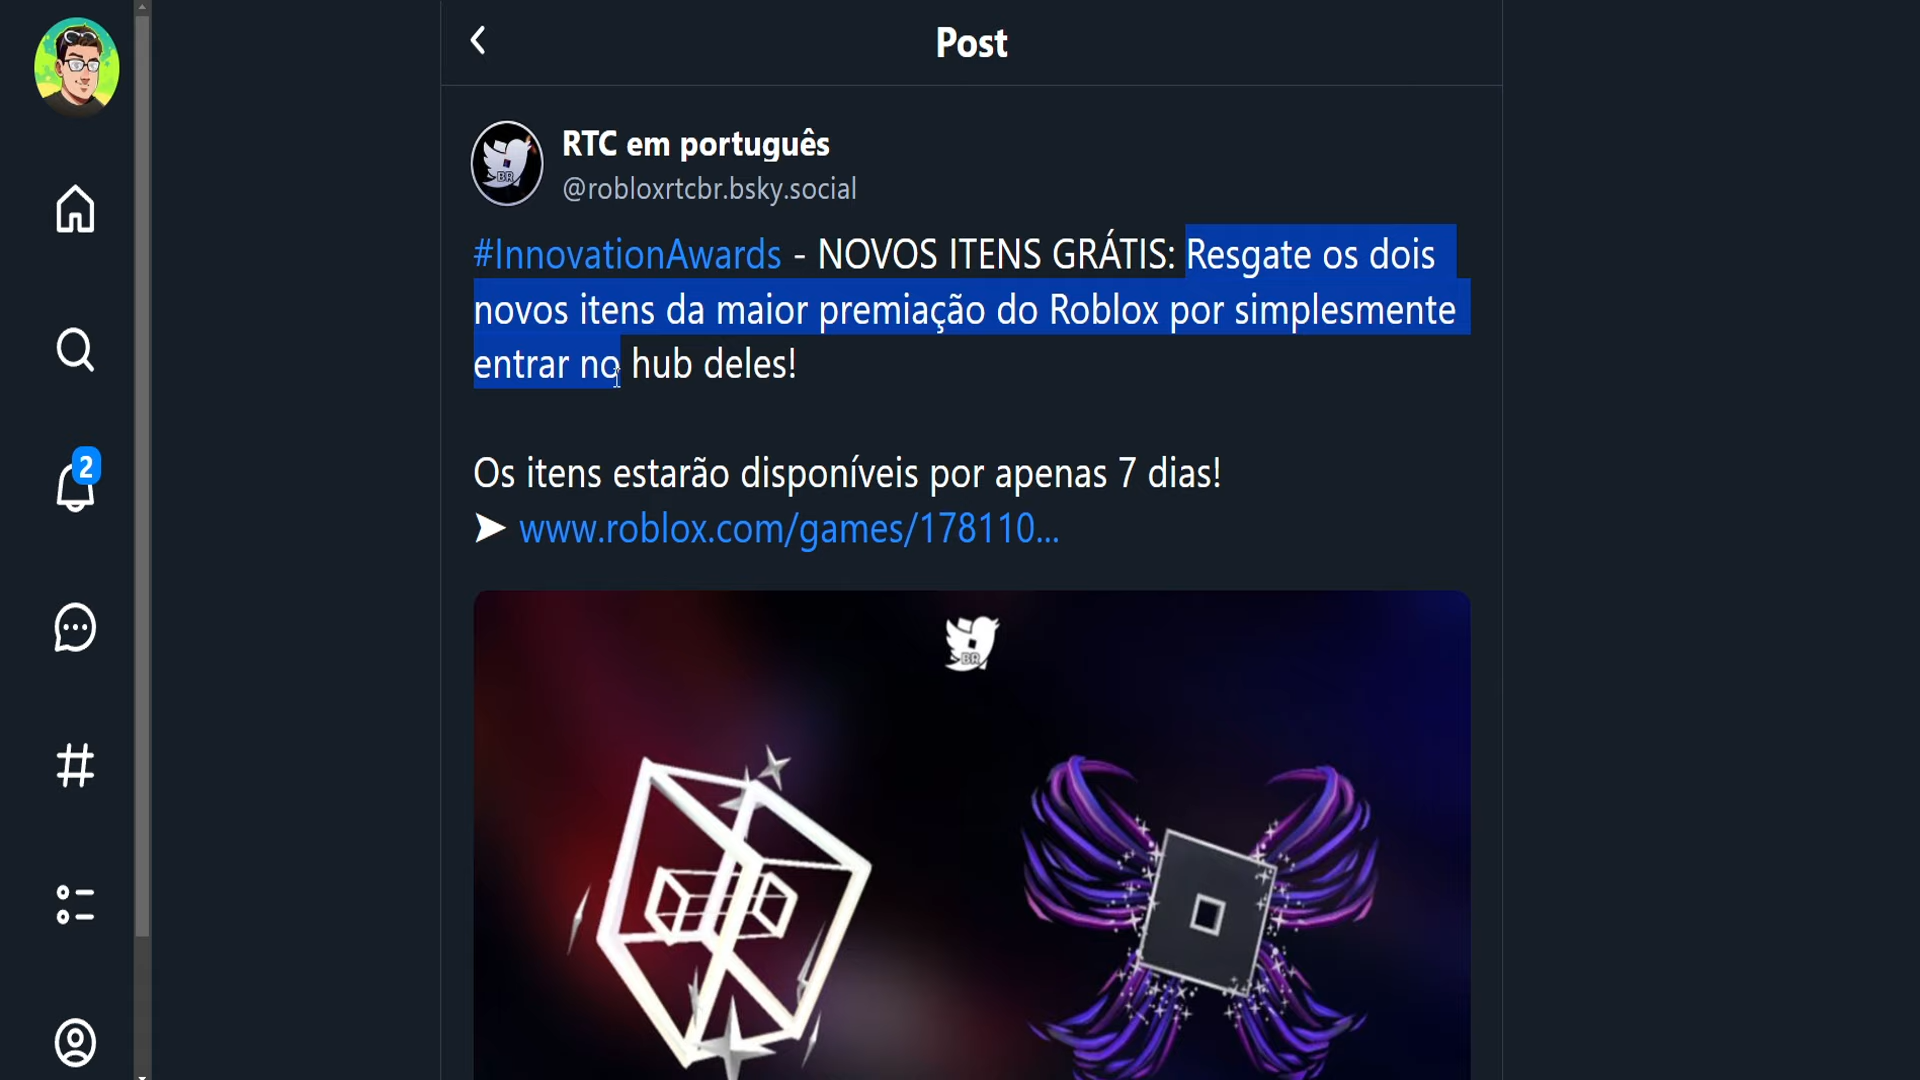 Post
RTC em português
@robloxrtcbr.bsky.social
#InnovationAwards - NOVOS ITENS GRÁTIS: Resgate os dois
novos itens da maior premiação do Roblox por simplesmente
entrar no hub deles!
Os itens estarão disponíveis por apenas 7 dias!
➤ www.roblox.com/games/178110...
2
BR
BR